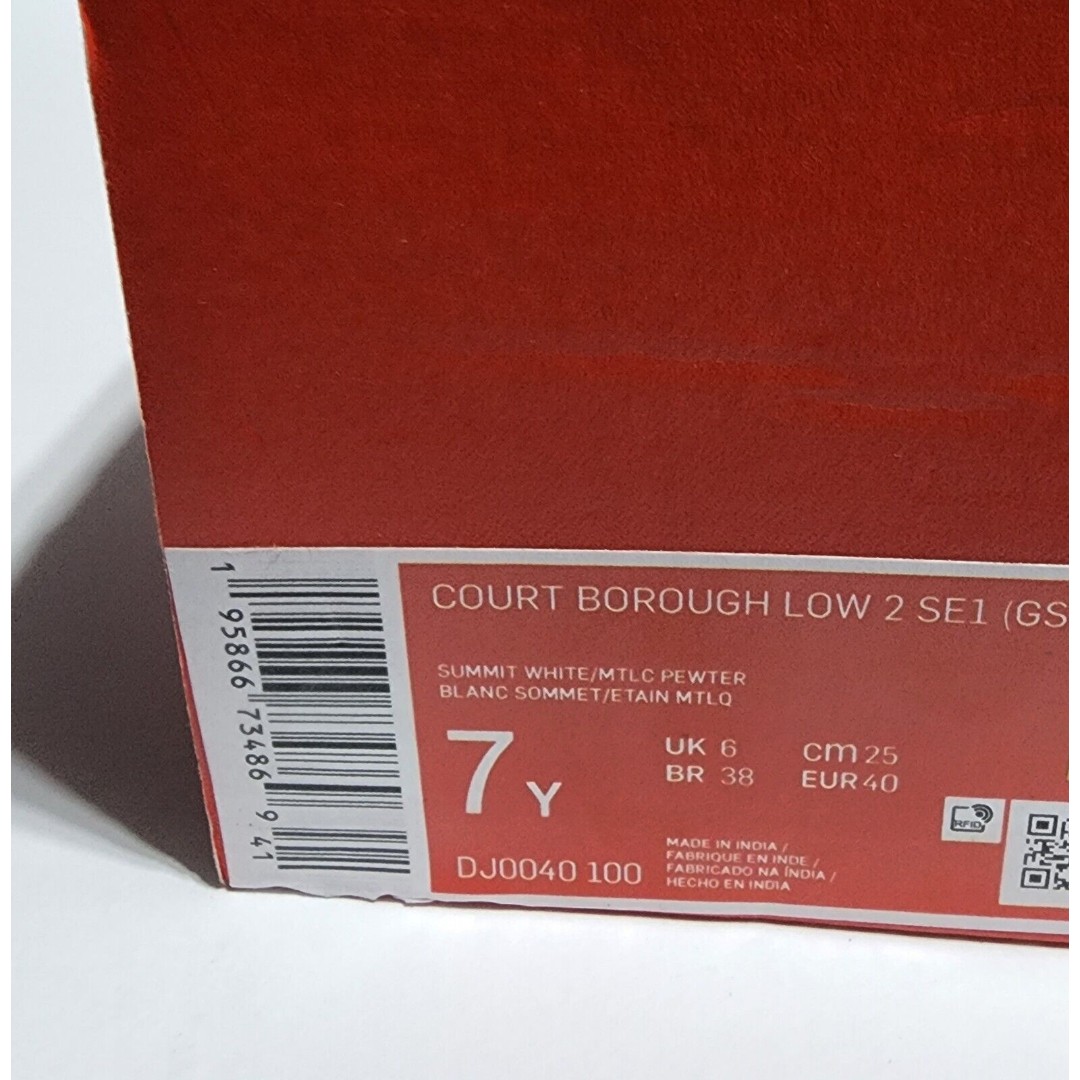 COURT BOROUGH LOW 2 SE1 (GS
SUMMIT WHITE/MTLC PEWTER
BLANC SOMMET/ETAIN MTLQ
7 Y
UK 6
BR 38
cm 25
EUR 40
DJ0040 100
MADE IN INDIA /
FABRIQUE EN INDE /
FABRICADO NA ÍNDIA /
HECHO EN INDIA
RFID
1 95866 73486 9 41